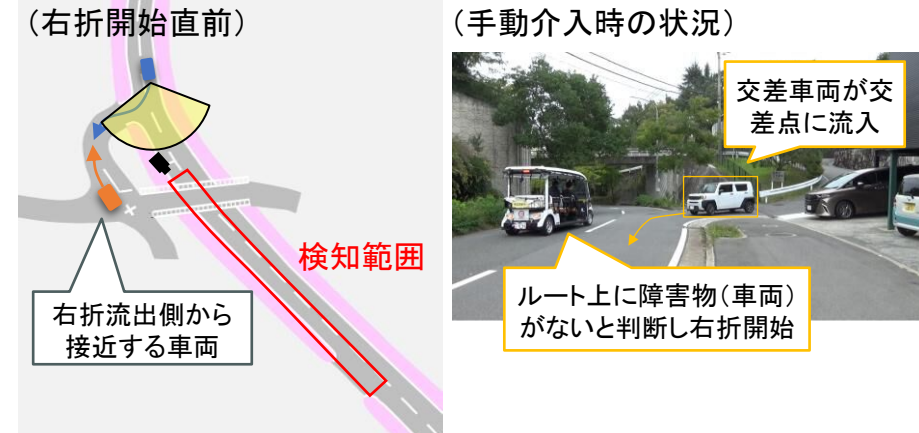 （右折開始直前）
（手動介入時の状況）
検知範囲
右折流出側から
接近する車両
交差車両が交
差点に流入
ルート上に障害物（車両）
がないと判断し右折開始